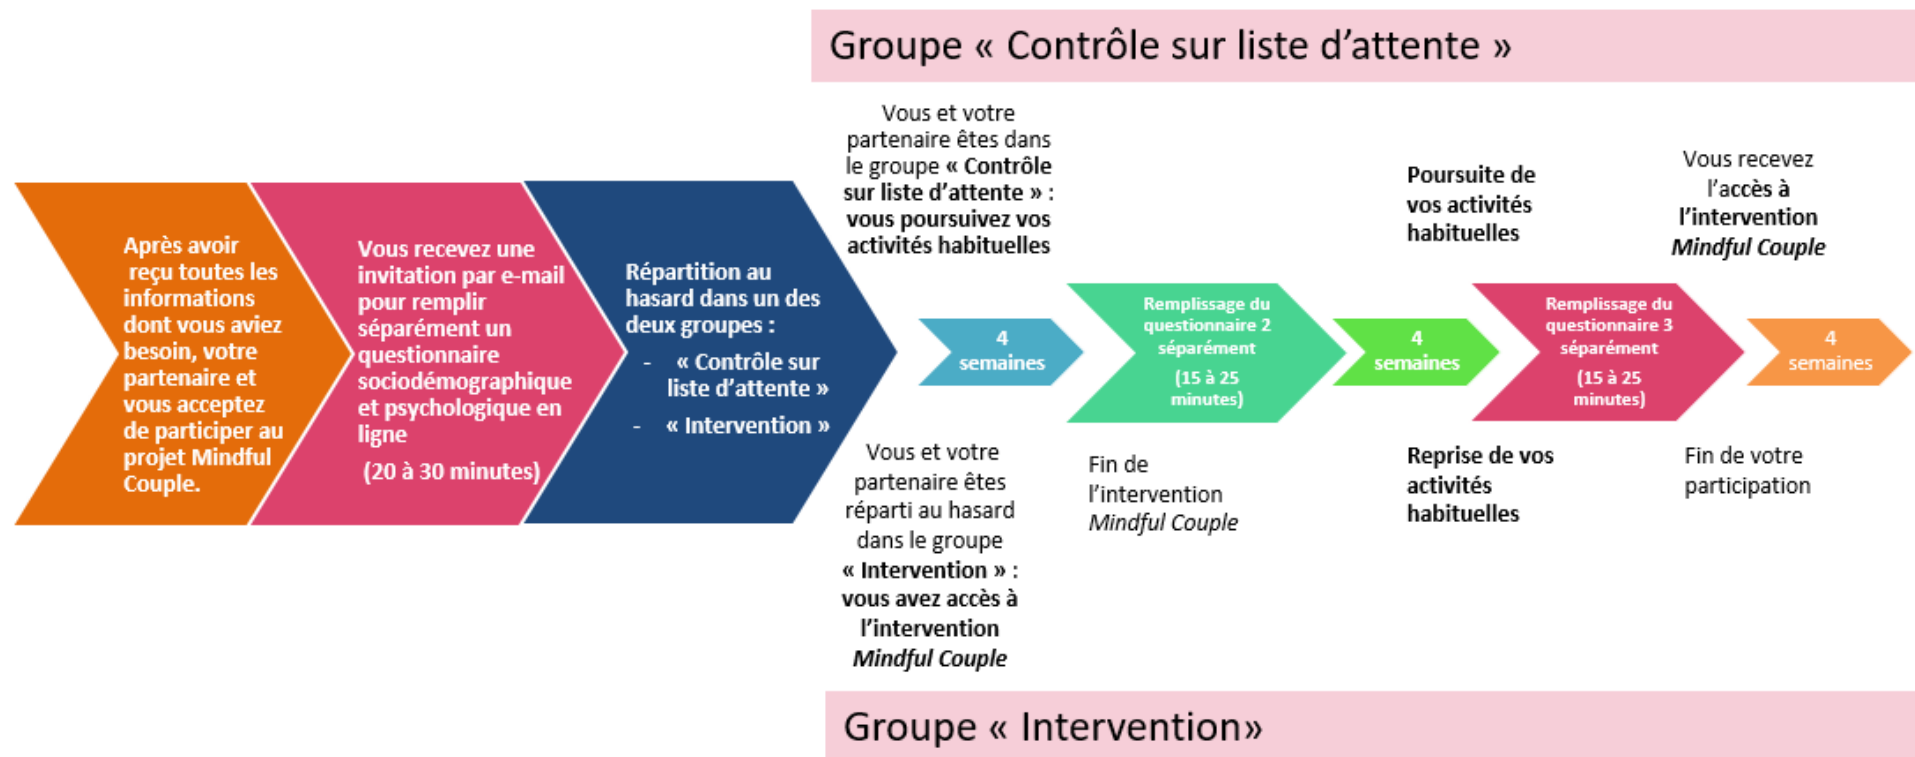 Groupe « Contrôle sur liste d’attente »
Après avoir
reçu toutes les
informations
dont vous aviez
besoin, votre
partenaire et
vous acceptez
de participer au
projet Mindful
Couple.
Vous recevez une
invitation par e-mail
pour remplir
séparément un
questionnaire
sociodémographique
et psychologique en
ligne
(20 à 30 minutes)
Répartition au
hasard dans un des
deux groupes :
- « Contrôle sur
liste d’attente »
- « Intervention »
Vous et votre
partenaire êtes dans
le groupe « Contrôle
sur liste d’attente » :
vous poursuivez vos
activités habituelles
Poursuite de
vos activités
habituelles
Vous recevez
l’accès à
l’intervention
Mindful Couple
4
semaines
Remplissage du
questionnaire 2
séparément
(15 à 25
minutes)
4
semaines
Remplissage du
questionnaire 3
séparément
(15 à 25
minutes)
4
semaines
Vous et votre
partenaire êtes
réparti au hasard
dans le groupe
« Intervention » :
vous avez accès à
l’intervention
Mindful Couple
Fin de
l’intervention
Mindful Couple
Reprise de vos
activités
habituelles
Fin de votre
participation
Groupe « Intervention»